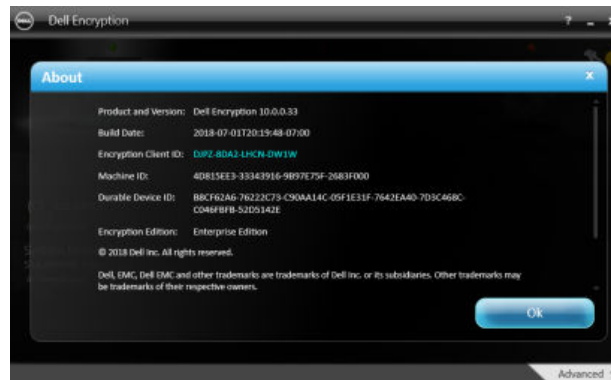 DELL
Dell Encryption
? –
About x
Product and Version: Dell Encryption 10.0.0.33
Build Date: 2018-07-01T20:19:48-07:00
Encryption Client ID: DJPZ-8DA2-LHCN-DW1W
Machine ID: 4D815EE3-33343916-9B97E75F-2683F000
Durable Device ID: B8CF62A6-76222C73-C90AA14C-05F1E31F-7642EA40-7D3C468C-
C046FBFB-52D5142E
Encryption Edition: Enterprise Edition
© 2018 Dell Inc. All rights reserved.
Dell, EMC, Dell EMC and other trademarks are trademarks of Dell Inc. or its subsidiaries. Other trademarks may
be trademarks of their respective owners.
Ok
Advanced